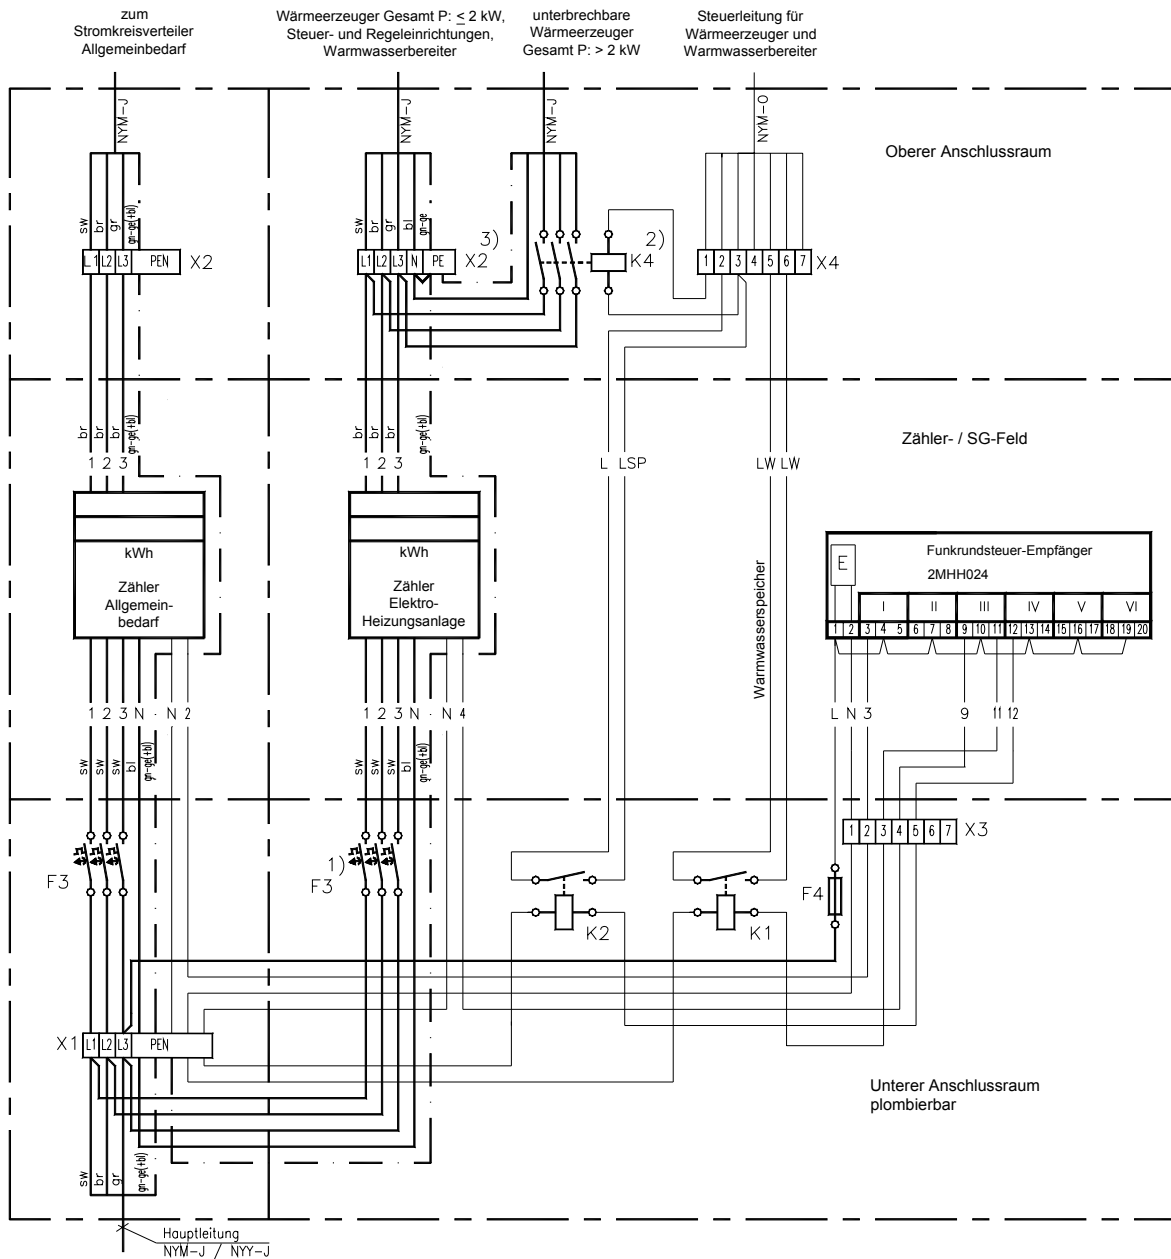 zum
Stromkreisverteiler
Allgemeinbedarf
Wärmeerzeuger Gesamt P: ≤ 2 kW,
Steuer- und Regeleinrichtungen,
Warmwasserbereiter
unterbrechbare
Wärmeerzeuger
Gesamt P: > 2 kW
Steuerleitung für
Wärmeerzeuger und
Warmwasserbereiter
NYM-J
NYM-J
NYM-J
NYM-O
Oberer Anschlussraum
sw
br
gr
gn-ge(+bl)
sw
br
gr
bl
gn-ge
L1 L2 L3 PEN X2
L1 L2 L3 N PE X2
3)
2)
K4
1 2 3 4 5 6 7 X4
br
br
br
gn-ge(+bl)
br
br
br
gn-ge(+bl)
Zähler- / SG-Feld
1 2 3
1 2 3
L LSP
LW LW
kWh
Zähler
Allgemein-
bedarf
kWh
Zähler
Elektro-
Heizungsanlage
Warmwasserspeicher
E
Funkrundsteuer-Empfänger
2MHH024
I II III IV V VI
1 2 3 4 5 6 7 8 9 10 11 12 13 14 15 16 17 18 19 20
1 2 3 N N 2
1 2 3 N N 4
L N 3 9 11 12
sw
sw
sw
bl
gn-ge(+bl)
sw
sw
sw
bl
gn-ge(+bl)
1 2 3 4 5 6 7 X3
F3
1)
F3
K2
K1
F4
X1 L1 L2 L3 PEN
Unterer Anschlussraum
plombierbar
sw
br
gr
gn-ge(+bl)
Hauptleitung
NYM-J / NYY-J